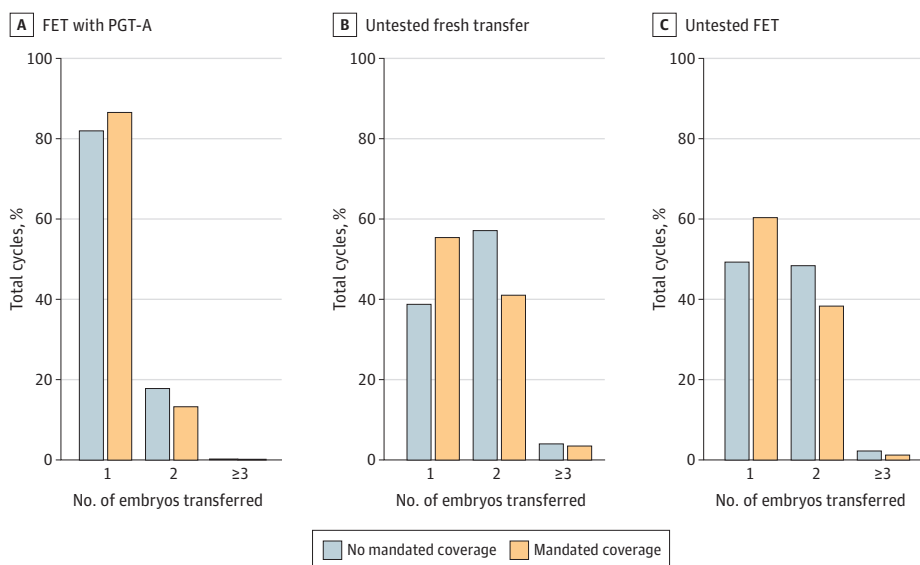 A FET with PGT-A
100
80
60
40
20
0
Total cycles, %
1 2 ≥3
No. of embryos transferred
B Untested fresh transfer
100
80
60
40
20
0
Total cycles, %
1 2 ≥3
No. of embryos transferred
C Untested FET
100
80
60
40
20
0
Total cycles, %
1 2 ≥3
No. of embryos transferred
No mandated coverage Mandated coverage